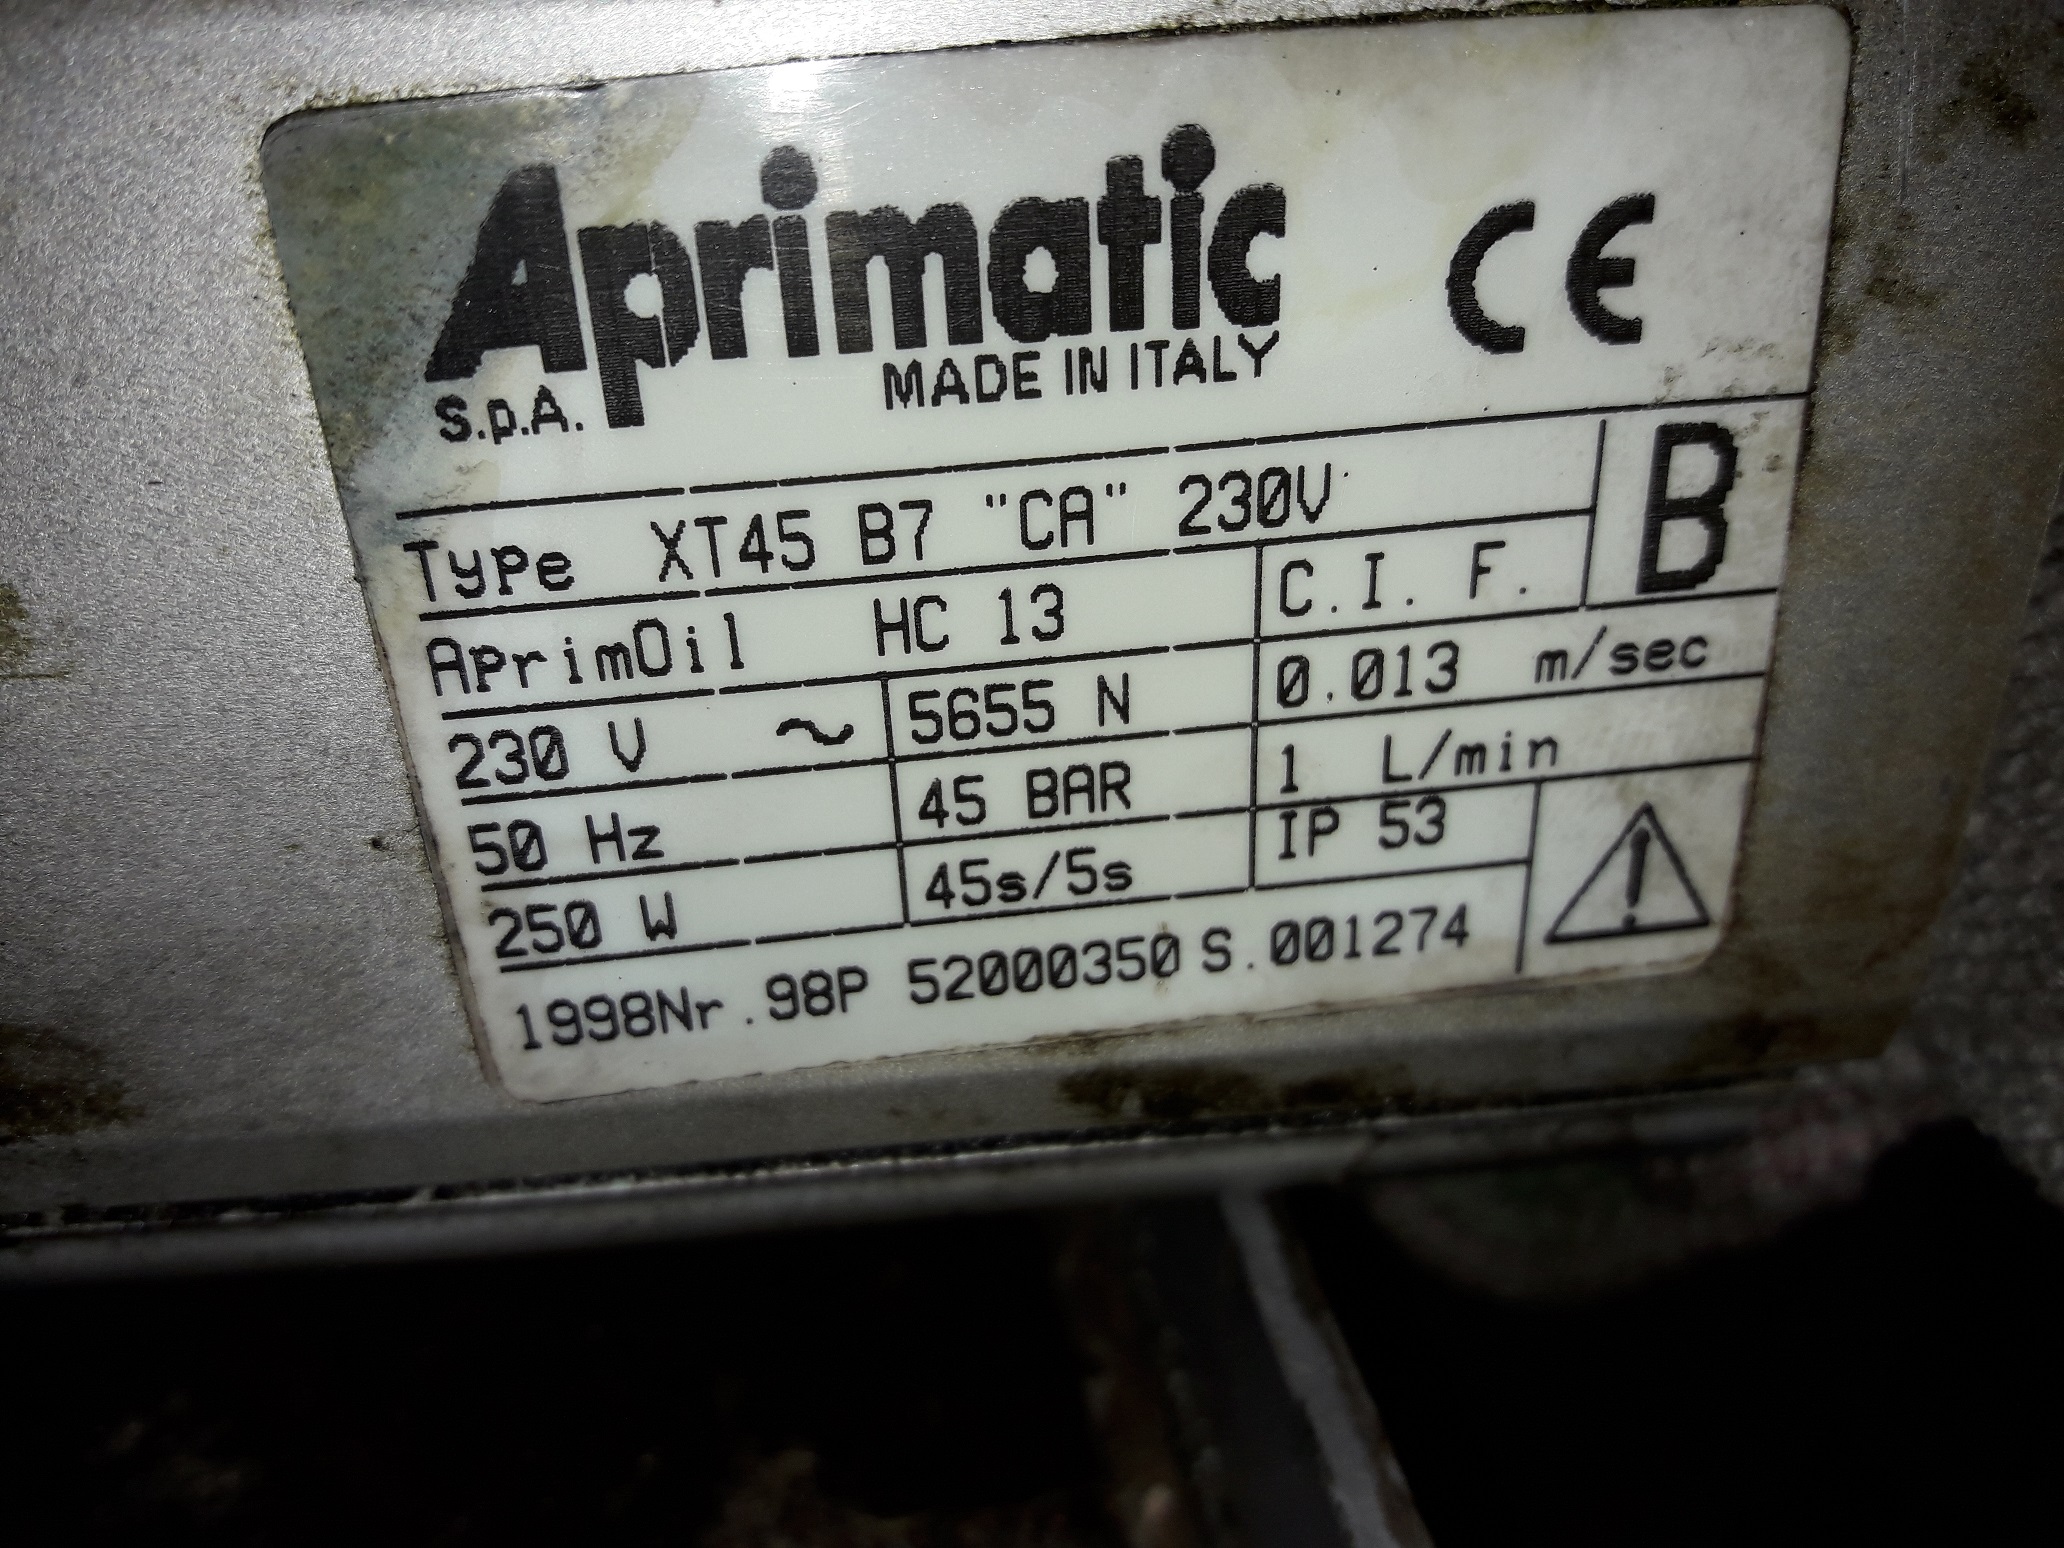 Aprimatic
S.p.A. MADE IN ITALY CE
Type XT45 B7 "CA" 230V B
AprimOil HC 13 C.I.F.
230 V ~ 5655 N 0.013 m/sec
50 Hz 45 BAR 1 L/min
250 W 45s/5s IP 53
1998Nr.98P 52000350 S.001274